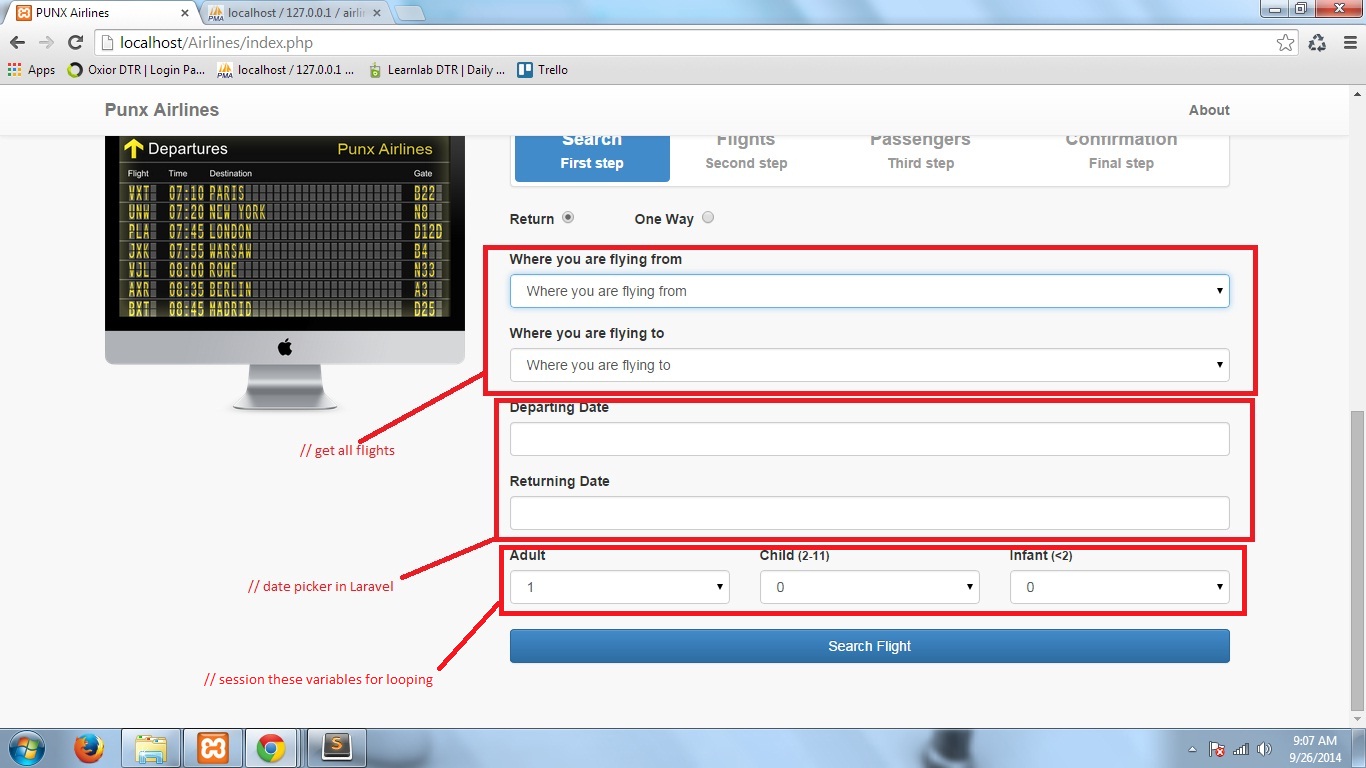 PUNX Airlines
localhost / 127.0.0.1 / airlin
localhost/Airlines/index.php
Apps
Oxior DTR | Login Pa...
localhost / 127.0.0.1 ...
Learnlab DTR | Daily ...
Trello
Punx Airlines
About
Departures
Punx Airlines
Flight Time Destination Gate
VXT 07:10 PARIS B22
UNW 07:20 NEW YORK N8
PLA 07:45 LONDON D12D
JXK 07:55 WARSAW B4
VJL 08:00 ROME N33
AXR 08:35 BERLIN A3
BXT 08:45 MADRID D25
Search Flights Passengers Confirmation
First step Second step Third step Final step
Return One Way
Where you are flying from
Where you are flying from
Where you are flying to
Where you are flying to
// get all flights
Departing Date
Returning Date
// date picker in Laravel
Adult Child (2-11) Infant (<2)
1 0 0
// session these variables for looping
Search Flight
9:07 AM
9/26/2014